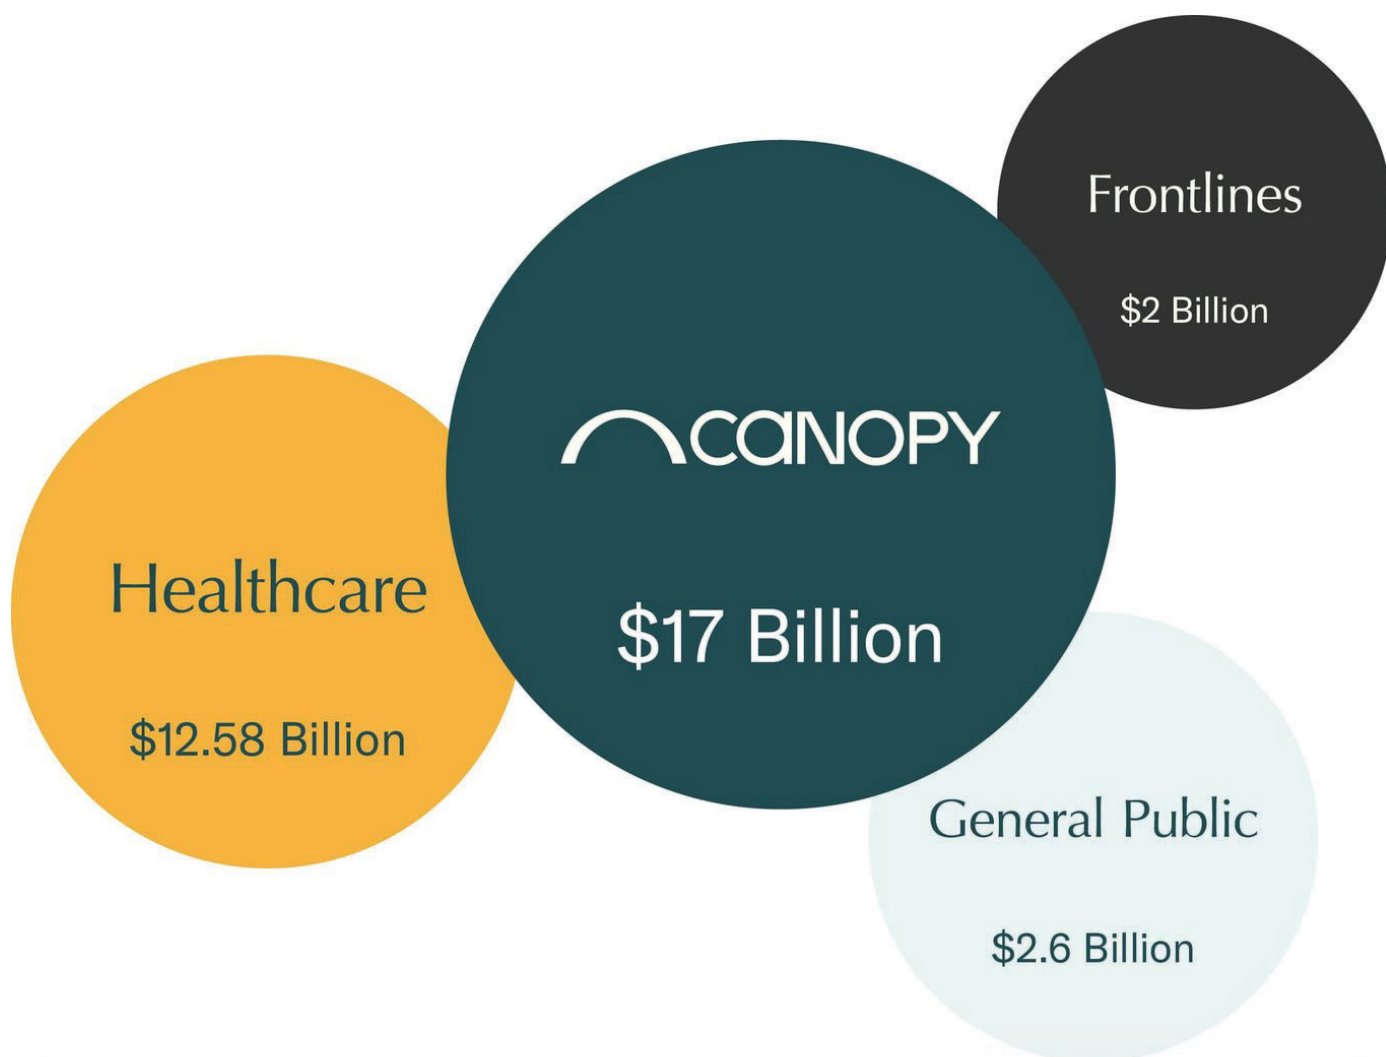 Frontlines
$2 Billion
CANOPY
$17 Billion
Healthcare
$12.58 Billion
General Public
$2.6 Billion